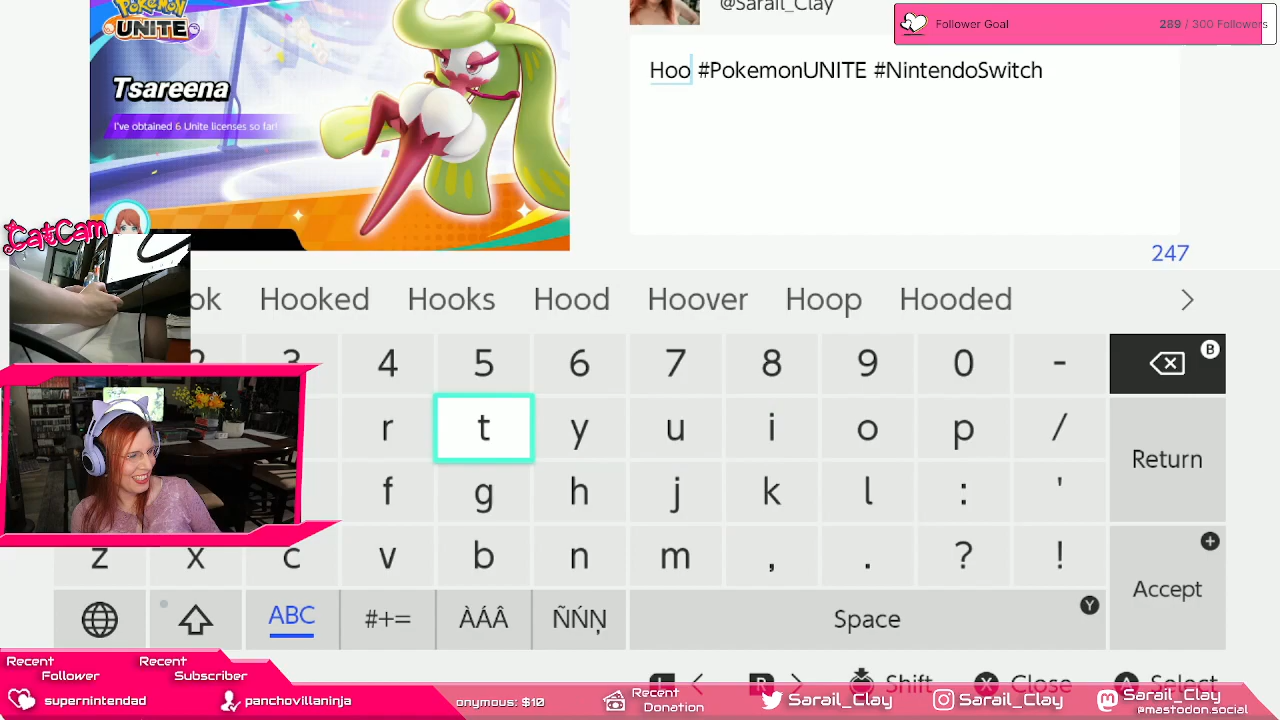 @Sarail_Clay
Follower Goal
289 / 300 Followers
Pokémon
UNITE
Tsareena
I've obtained 6 Unite licenses so far!
Hoo #PokemonUNITE #NintendoSwitch
247
CatCam
ok Hooked Hooks Hood Hoover Hoop Hooded >
2 3 4 5 6 7 8 9 0 - B
r t y u i o p / Return
f g h j k l : '
z x c v b n m , . ? ! + Accept
ABC #+= ÀÁÂ ÑŃŅ Space Y
L R Shift X Close A Select
Recent Follower
supernintendad
Recent Subscriber
panchovillaninja
onymous: $10
Recent Donation
Sarail_Clay
Sarail_Clay
Sarail_Clay
@mastodon.social